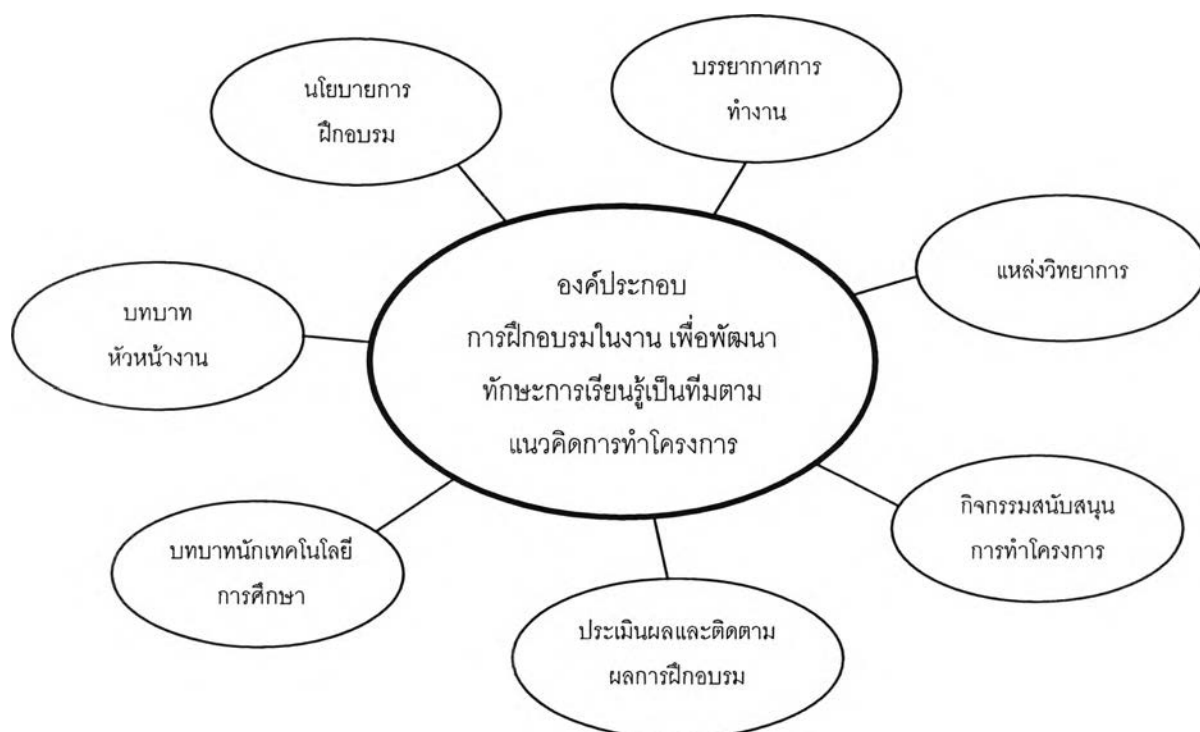 นโยบายการ
ฝึกอบรม
บรรยากาศการ
ทำงาน
แหล่งวิทยาการ
บทบาท
หัวหน้างาน
องค์ประกอบ
การฝึกอบรมในงาน เพื่อพัฒนา
ทักษะการเรียนรู้เป็นทีมตาม
แนวคิดการทำโครงการ
กิจกรรมสนับสนุน
การทำโครงการ
บทบาทนักเทคโนโลยี
การศึกษา
ประเมินผลและติดตาม
ผลการฝึกอบรม